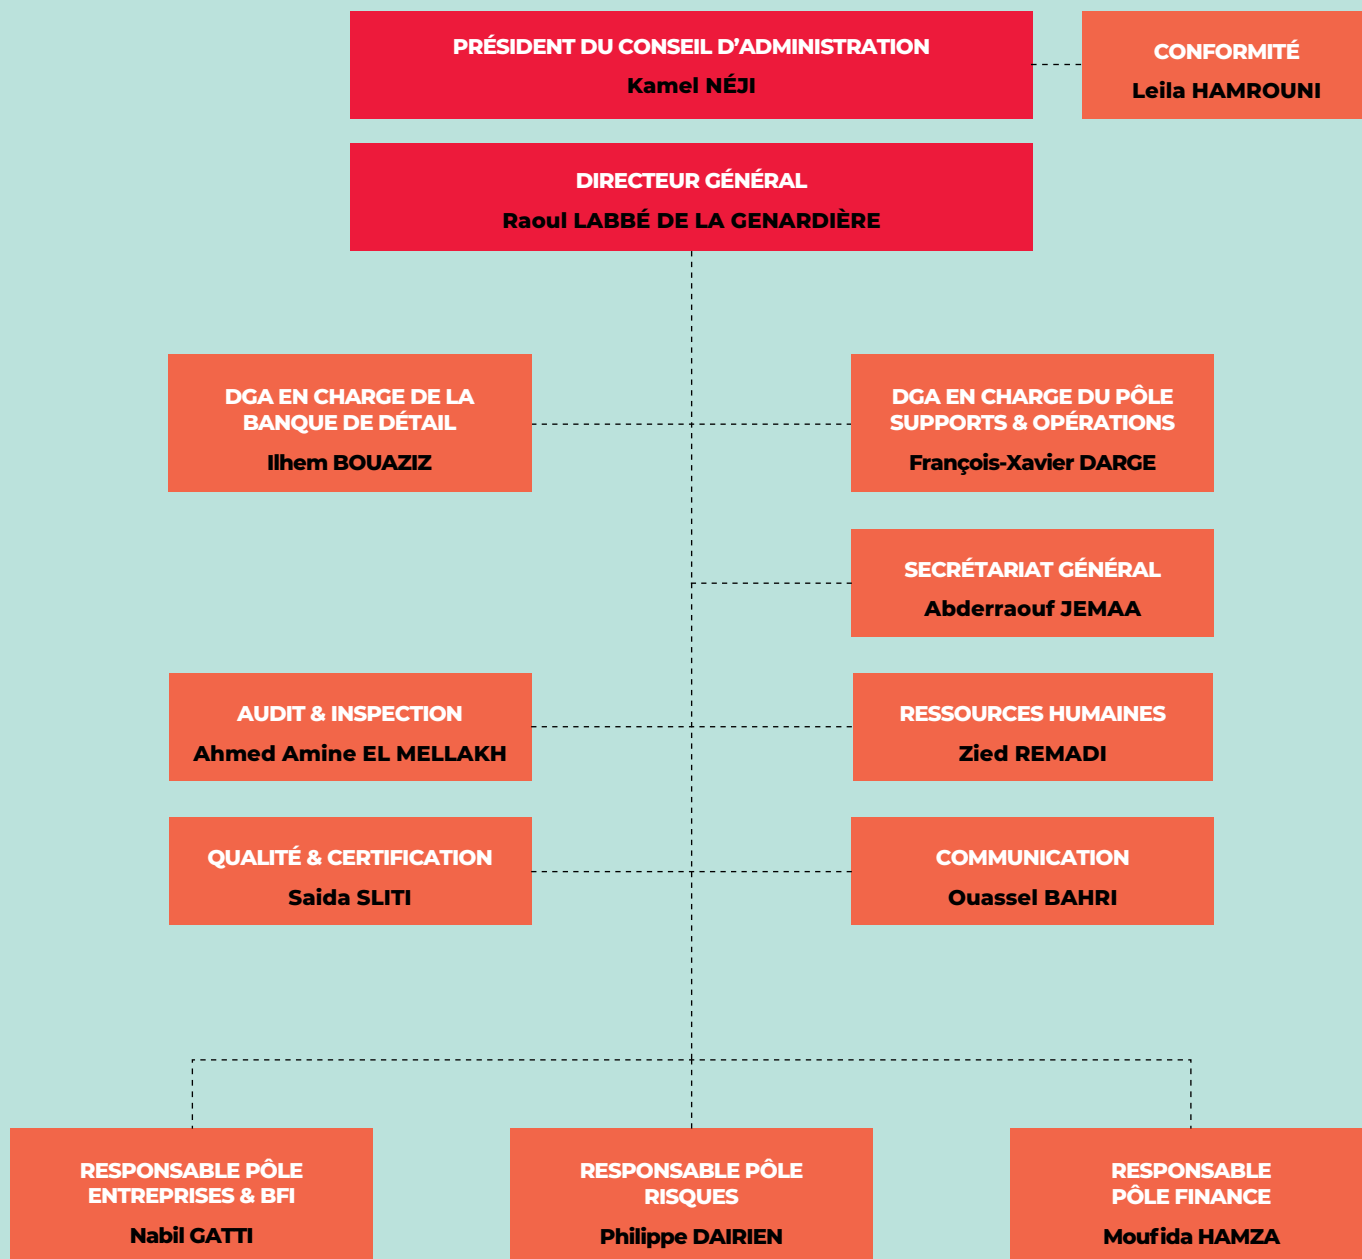 PRÉSIDENT DU CONSEIL D’ADMINISTRATION
Kamel NÉJI
CONFORMITÉ
Leila HAMROUNI
DIRECTEUR GÉNÉRAL
Raoul LABBÉ DE LA GENARDIÈRE
DGA EN CHARGE DE LA
BANQUE DE DÉTAIL
Ilhem BOUAZIZ
DGA EN CHARGE DU PÔLE
SUPPORTS & OPÉRATIONS
François-Xavier DARGE
SECRÉTARIAT GÉNÉRAL
Abderraouf JEMAA
AUDIT & INSPECTION
Ahmed Amine EL MELLAKH
RESSOURCES HUMAINES
Zied REMADI
QUALITÉ & CERTIFICATION
Saida SLITI
COMMUNICATION
Ouassel BAHRI
RESPONSABLE PÔLE
ENTREPRISES & BFI
Nabil GATTI
RESPONSABLE PÔLE
RISQUES
Philippe DAIRIEN
RESPONSABLE
PÔLE FINANCE
Moufida HAMZA